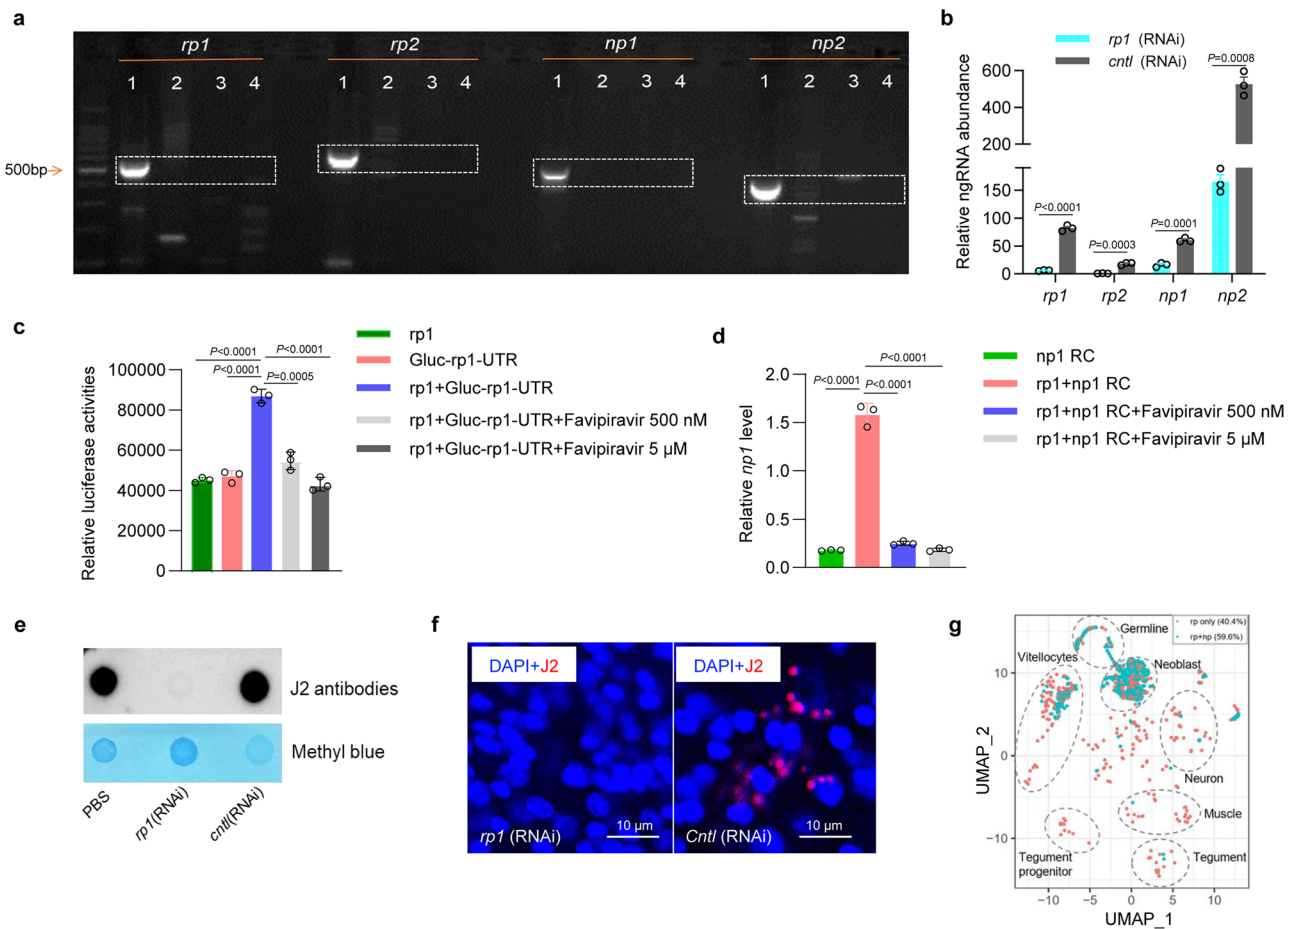 a
rp1
rp2
np1
np2
1 2 3 4
1 2 3 4
1 2 3 4
1 2 3 4
500bp
b
rp1 (RNAi)
cntl (RNAi)
Relative ngRNA abundance
600
400
200
150
100
50
0
P<0.0001
P=0.0003
P=0.0001
P=0.0008
rp1
rp2
np1
np2
c
rp1
Gluc-rp1-UTR
rp1+Gluc-rp1-UTR
rp1+Gluc-rp1-UTR+Favipiravir 500 nM
rp1+Gluc-rp1-UTR+Favipiravir 5 μM
Relative luciferase activities
100000
80000
60000
40000
20000
0
P<0.0001
P<0.0001
P<0.0001
P=0.0005
d
np1 RC
rp1+np1 RC
rp1+np1 RC+Favipiravir 500 nM
rp1+np1 RC+Favipiravir 5 μM
Relative np1 level
2.0
1.5
1.0
0.5
0.0
P<0.0001
P<0.0001
P<0.0001
e
J2 antibodies
Methyl blue
PBS
rp1(RNAi)
cntl(RNAi)
f
DAPI+J2
DAPI+J2
rp1 (RNAi)
10 μm
Cntl (RNAi)
10 μm
g
rp only (40.4%)
rp+np (59.6%)
Germline
Vitellocytes
Neoblast
Neuron
Muscle
Tegument
progenitor
Tegument
UMAP_2
10
0
−10
−10
−5
0
5
10
UMAP_1